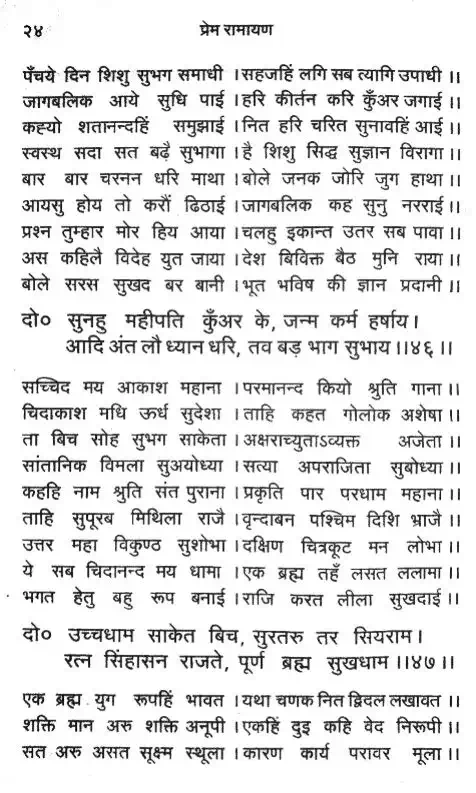 २४ प्रेम रामायण
पँचये दिन शिशु सुभग समाधी । सहजहिं लगि सब त्यागि उपाधी ।।
जागबलिक आये सुधि पाई । हरि कीर्तन करि कुँअर जगाई ।।
कह्यो शतानन्दहिं समुझाई । नित हरि चरित सुनावहिं आई ।।
स्वस्थ सदा सत बढ़ै सुभागा । है शिशु सिद्ध सुज्ञान विरागा ।।
बार बार चरनन धरि माथा । बोले जनक जोरि जुग हाथा ।।
आयसु होय तो करौं ढिठाई । जागबलिक कह सुनु नरराई ।।
प्रश्न तुम्हार मोर हिय आया । चलहु इकान्त उतर सब पावा ।।
अस कहिलै विदेह युत जाया । देश बिविक्त बैठ मुनि राया ।।
बोले सरस सुखद बर बानी । भूत भविष की ज्ञान प्रदानी ।।
दो० सुनहु महीपति कुँअर के, जन्म कर्म हर्षाय ।
आदि अंत लौ ध्यान धरि, तव बड़ भाग सुभाय ।।४६।।
सच्चिद मय आकाश महाना । परमानन्द कियो श्रुति गाना ।।
चिदाकाश मधि ऊर्ध सुदेशा । ताहि कहत गोलोक अशेषा ।।
ता बिच सोह सुभग साकेता । अक्षराच्युताऽव्यक्त अजेता ।।
सांतानिक विमला सुअयोध्या । सत्या अपराजिता सुबोध्या ।।
कहहि नाम श्रुति संत पुराना । प्रकृति पार परधाम महाना ।।
ताहि सुपूरब मिथिला राजै । वृन्दाबन पश्चिम दिशि भ्राजै ।।
उत्तर महा विकुण्ठ सुशोभा । दक्षिण चित्रकूट मन लोभा ।।
ये सब चिदानन्द मय धामा । एक ब्रह्म तहँ लसत ललामा ।।
भगत हेतु बहु रूप बनाई । राजि करत लीला सुखदाई ।।
दो० उच्चधाम साकेत बिच, सुरतरु तर सियराम ।
रत्न सिंहासन राजते, पूर्ण ब्रह्म सुखधाम ।।४७।।
एक ब्रह्म युग रूपहिं भावत । यथा चणक नित द्विदल लखावत ।।
शक्ति मान अरु शक्ति अनूपी । एकहिं दुइ कहि वेद निरूपी ।।
सत अरु असत सूक्ष्म स्थूला । कारण कार्य परावर मूला ।।